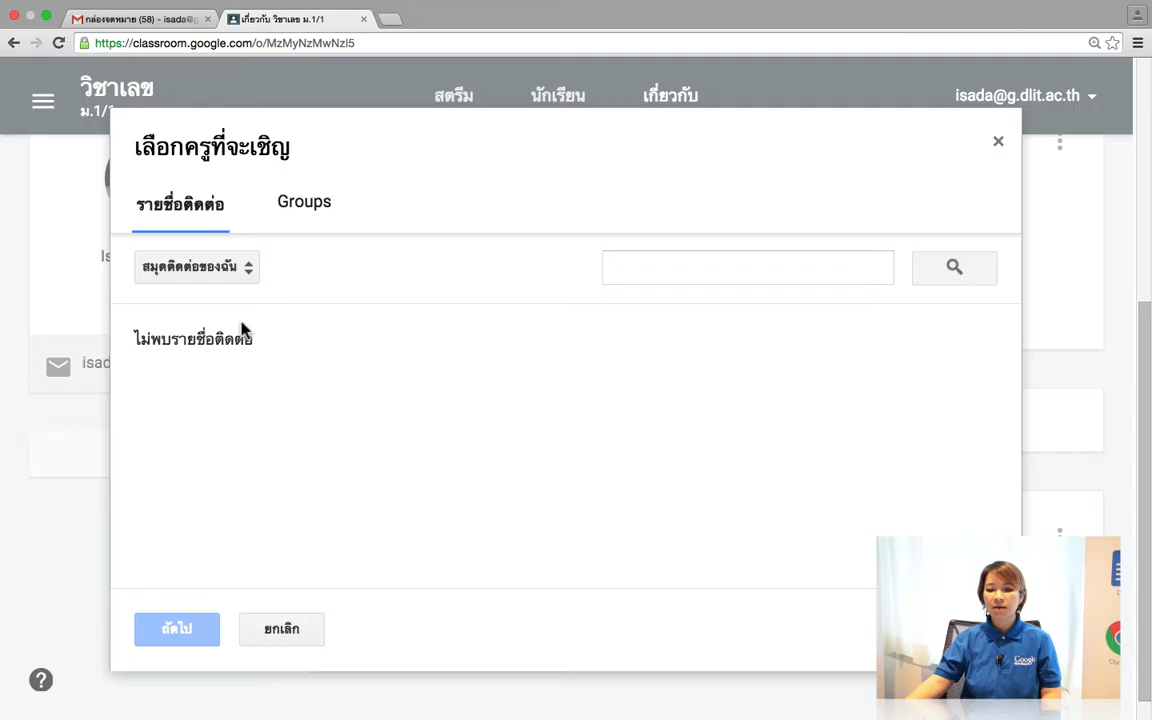 กล่องจดหมาย (58) - isada@g
เกี่ยวกับ วิชาเลข ม.1/1
https://classroom.google.com/o/MzMyNzMwNzI5
วิชาเลข
ม.1/1
สตรีม
นักเรียน
เกี่ยวกับ
isada@g.dlit.ac.th
เลือกครูที่จะเชิญ
รายชื่อติดต่อ
Groups
สมุดติดต่อของฉัน
ไม่พบรายชื่อติดต่อ
isad
ถัดไป
ยกเลิก
Google